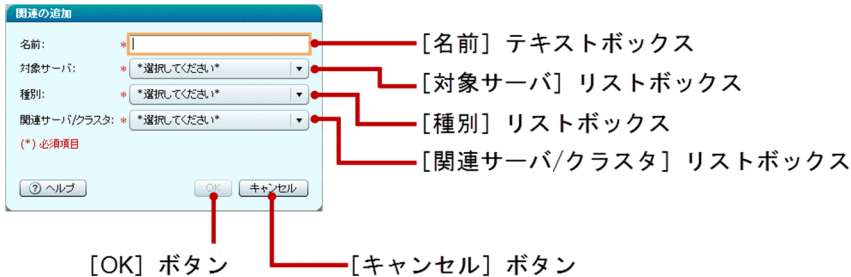 関連の追加
名前: *
[名前] テキストボックス
対象サーバ: * *選択してください*
[対象サーバ] リストボックス
種別: * *選択してください*
[種別] リストボックス
関連サーバ/クラスタ: * *選択してください*
[関連サーバ/クラスタ] リストボックス
(*) 必須項目
? ヘルプ OK キャンセル
[OK] ボタン [キャンセル] ボタン